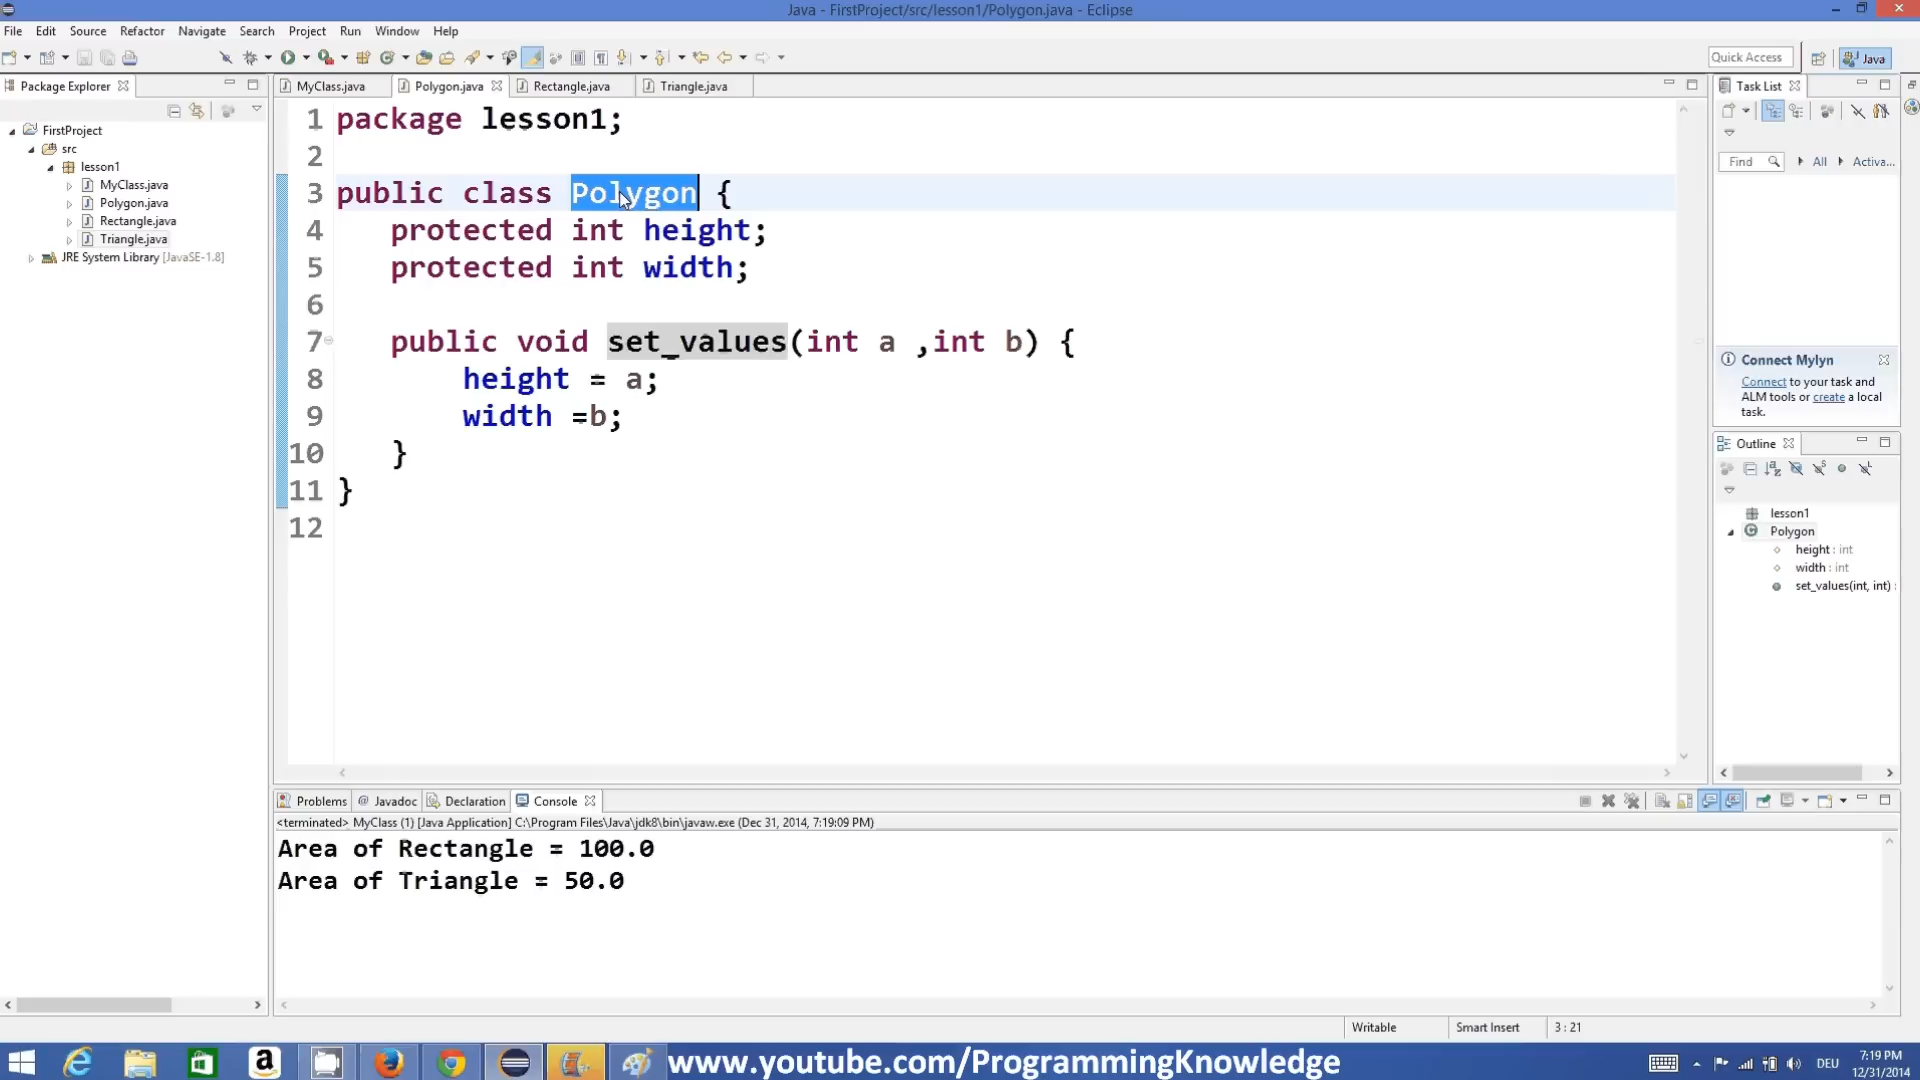 Java - FirstProject/src/lesson1/Polygon.java - Eclipse
File Edit Source Refactor Navigate Search Project Run Window Help
Quick Access
Java
Package Explorer
MyClass.java
Polygon.java
Rectangle.java
Triangle.java
Task List
FirstProject
src
lesson1
MyClass.java
Polygon.java
Rectangle.java
Triangle.java
JRE System Library [JavaSE-1.8]
1 package lesson1;
2
3 public class Polygon {
4 protected int height;
5 protected int width;
6
7 public void set_values(int a ,int b) {
8 height = a;
9 width =b;
10 }
11 }
12
Find
All
Activa...
Connect Mylyn
Connect to your task and
ALM tools or create a local
task.
Outline
lesson1
Polygon
height : int
width : int
set_values(int, int) :
Problems
@ Javadoc
Declaration
Console
<terminated> MyClass (1) [Java Application] C:\Program Files\Java\jdk8\bin\javaw.exe (Dec 31, 2014, 7:19:09 PM)
Area of Rectangle = 100.0
Area of Triangle = 50.0
Writable
Smart Insert
3 : 21
www.youtube.com/ProgrammingKnowledge
DEU
7:19 PM
12/31/2014